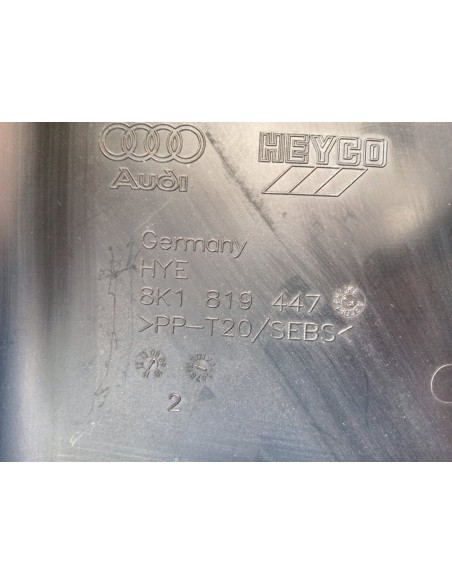 Audi HEYCO
Germany
HYE
8K1 819 447
>PP-T20/SEBS<
2